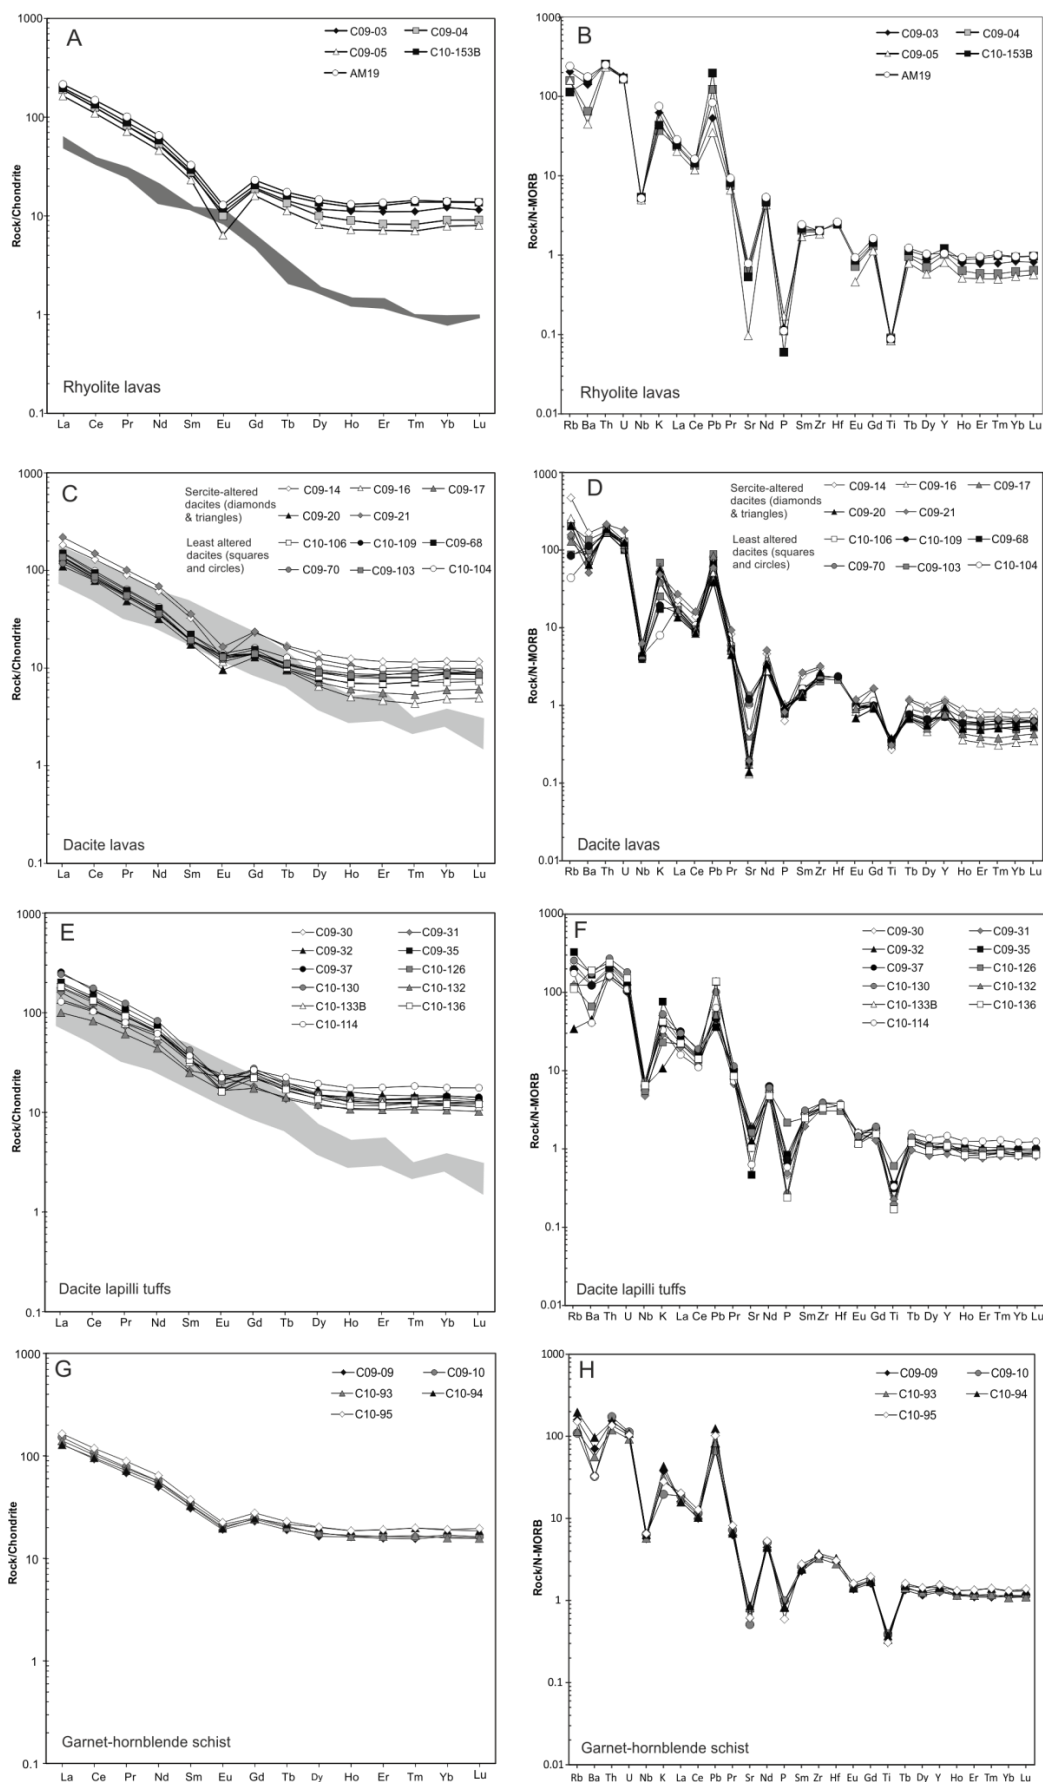 A
C09-03
C09-04
C09-05
C10-153B
AM19
1000
100
10
1
0.1
Rock/Chondrite
Rhyolite lavas
La Ce Pr Nd Sm Eu Gd Tb Dy Ho Er Tm Yb Lu
B
C09-03
C09-04
C09-05
C10-153B
AM19
1000
100
10
1
0.1
0.01
Rock/N-MORB
Rhyolite lavas
Rb Ba Th U Nb K La Ce Pb Pr Sr Nd P Sm Zr Hf Eu Gd Ti Tb Dy Y Ho Er Tm Yb Lu
C
Sercite-altered
dacites (diamonds
& triangles)
C09-14
C09-16
C09-17
C09-20
C09-21
Least altered
dacites (squares
and circles)
C10-106
C10-109
C09-68
C09-70
C09-103
C10-104
1000
100
10
1
0.1
Rock/Chondrite
Dacite lavas
La Ce Pr Nd Sm Eu Gd Tb Dy Ho Er Tm Yb Lu
D
Sercite-altered
dacites (diamonds
& triangles)
C09-14
C09-16
C09-17
C09-20
C09-21
Least altered
dacites (squares
and circles)
C10-106
C10-109
C09-68
C09-70
C09-103
C10-104
1000
100
10
1
0.1
0.01
Rock/N-MORB
Dacite lavas
Rb Ba Th U Nb K La Ce Pb Pr Sr Nd P Sm Zr Hf Eu Gd Ti Tb Dy Y Ho Er Tm Yb Lu
E
C09-30
C09-31
C09-32
C09-35
C09-37
C10-126
C10-130
C10-132
C10-133B
C10-136
C10-114
1000
100
10
1
0.1
Rock/Chondrite
Dacite lapilli tuffs
La Ce Pr Nd Sm Eu Gd Tb Dy Ho Er Tm Yb Lu
F
C09-30
C09-31
C09-32
C09-35
C09-37
C10-126
C10-130
C10-132
C10-133B
C10-136
C10-114
1000
100
10
1
0.1
0.01
Rock/N-MORB
Dacite lapilli tuffs
Rb Ba Th U Nb K La Ce Pb Pr Sr Nd P Sm Zr Hf Eu Gd Ti Tb Dy Y Ho Er Tm Yb Lu
G
C09-09
C09-10
C10-93
C10-94
C10-95
1000
100
10
1
0.1
Rock/Chondrite
Garnet-hornblende schist
La Ce Pr Nd Sm Eu Gd Tb Dy Ho Er Tm Yb Lu
H
C09-09
C09-10
C10-93
C10-94
C10-95
1000
100
10
1
0.1
0.01
Rock/N-MORB
Garnet-hornblende schist
Rb Ba Th U Nb K La Ce Pb Pr Sr Nd P Sm Zr Hf Eu Gd Ti Tb Dy Y Ho Er Tm Yb Lu